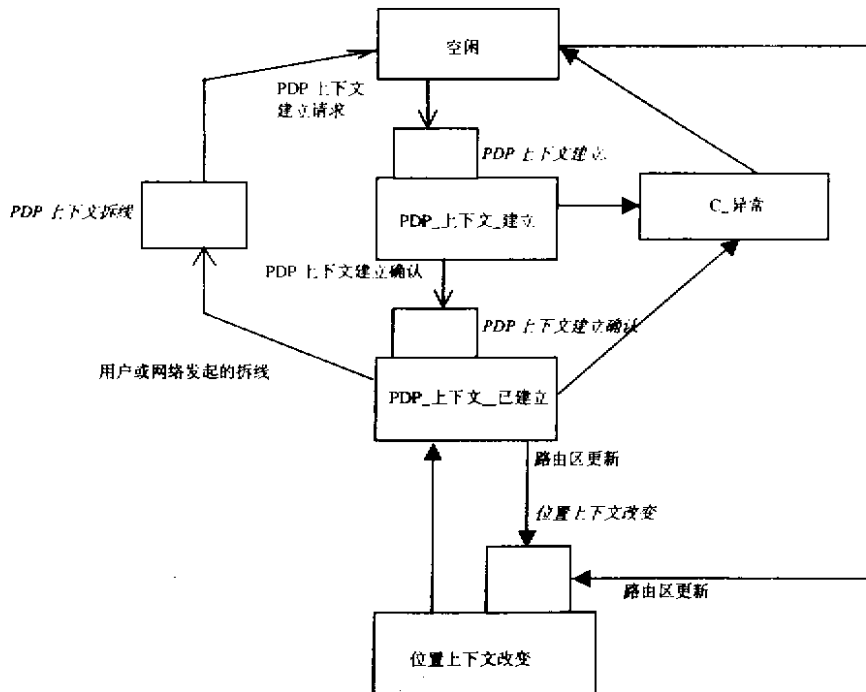 空闲
PDP 上下文
建立请求
PDP 上下文建立
PDP 上下文拆线
PDP_上下文_建立
C_异常
PDP 上下文建立确认
PDP 上下文建立确认
用户或网络发起的拆线
PDP_上下文__已建立
路由区更新
位置上下文改变
路由区更新
位置上下文改变